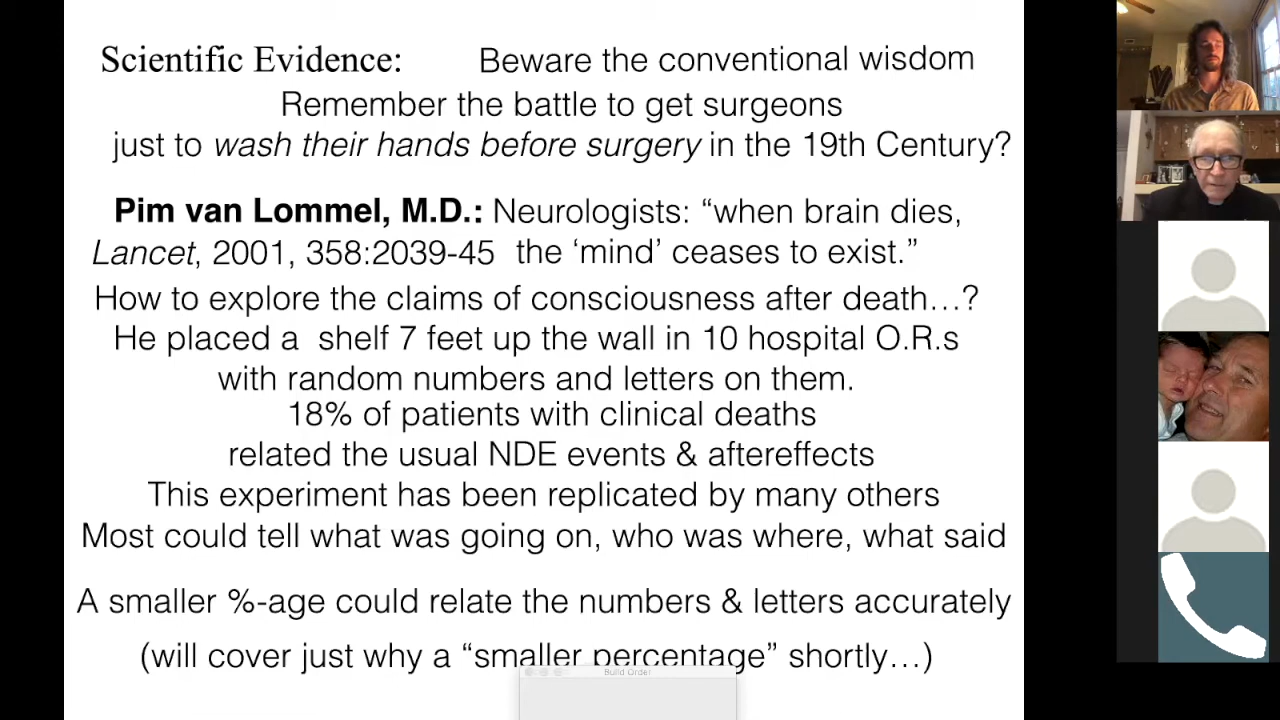 Scientific Evidence: Beware the conventional wisdom
Remember the battle to get surgeons
just to wash their hands before surgery in the 19th Century?
Pim van Lommel, M.D.: Neurologists: “when brain dies,
Lancet, 2001, 358:2039-45 the ‘mind’ ceases to exist.”
How to explore the claims of consciousness after death…?
He placed a shelf 7 feet up the wall in 10 hospital O.R.s
with random numbers and letters on them.
18% of patients with clinical deaths
related the usual NDE events & aftereffects
This experiment has been replicated by many others
Most could tell what was going on, who was where, what said
A smaller %-age could relate the numbers & letters accurately
(will cover just why a “smaller percentage” shortly…)
Build Order